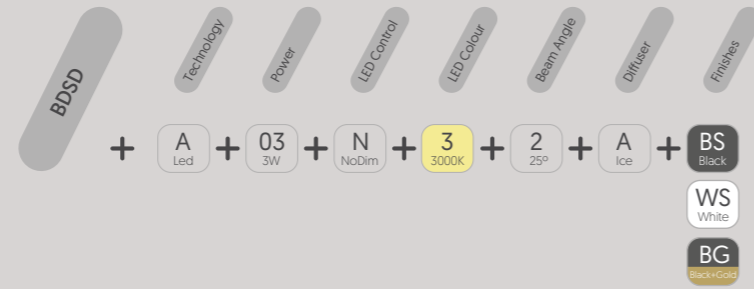 BDSD
Technology
Power
LED Control
LED Colour
Beam Angle
Diffuser
Finishes
+ A + 03 + N + 3 + 2 + A + BS
Led 3W NoDim 3000K 25º Ice Black
WS
White
BG
Black+Gold